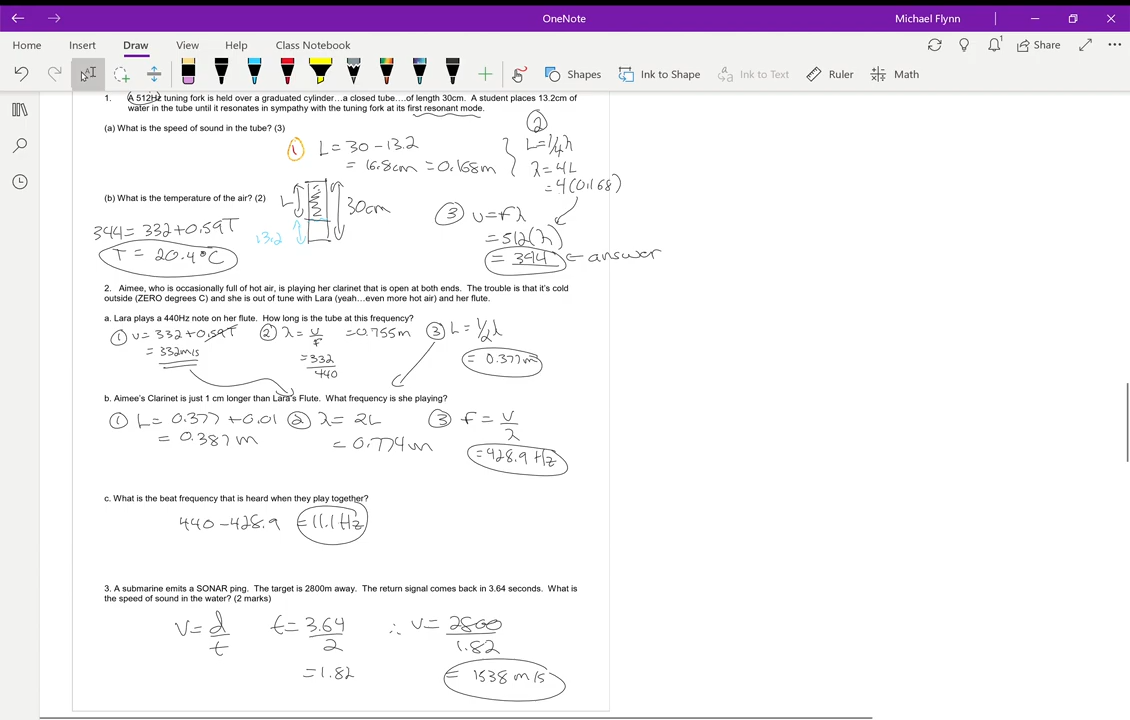 OneNote
Michael Flynn
Home Insert Draw View Help Class Notebook
1 Share
Shapes Ink to Shape Ink to Text Ruler Math
1. A 512Hz tuning fork is held over a graduated cylinder…a closed tube….of length 30cm. A student places 13.2cm of
water in the tube until it resonates in sympathy with the tuning fork at its first resonant mode.
(a) What is the speed of sound in the tube? (3)
1 L = 30 - 13.2
= 16.8cm = 0.168m
2
L = 1/4 λ
λ = 4L
= 4(0.168)
(b) What is the temperature of the air? (2)
L 30cm
13.2
344 = 332 + 0.59T
T = 20.4°C
3 v = fλ
= 512(λ)
= 344 ← answer
2. Aimee, who is occasionally full of hot air, is playing her clarinet that is open at both ends. The trouble is that it's cold
outside (ZERO degrees C) and she is out of tune with Lara (yeah…even more hot air) and her flute.
a. Lara plays a 440Hz note on her flute. How long is the tube at this frequency?
1 v = 332 + 0.59T
= 332m/s
2 λ = v/f = 0.755m
= 332/440
3 L = 1/2 λ
= 0.377m
b. Aimee's Clarinet is just 1 cm longer than Lara's Flute. What frequency is she playing?
1 L = 0.377 + 0.01
= 0.387m
2 λ = 2L
= 0.774m
3 f = v/λ
= 428.9 Hz
c. What is the beat frequency that is heard when they play together?
440 - 428.9 = 11.1 Hz
3. A submarine emits a SONAR ping. The target is 2800m away. The return signal comes back in 3.64 seconds. What is
the speed of sound in the water? (2 marks)
v = d/t t = 3.64/2 ∴ v = 2800/1.82
= 1.82 = 1538 m/s